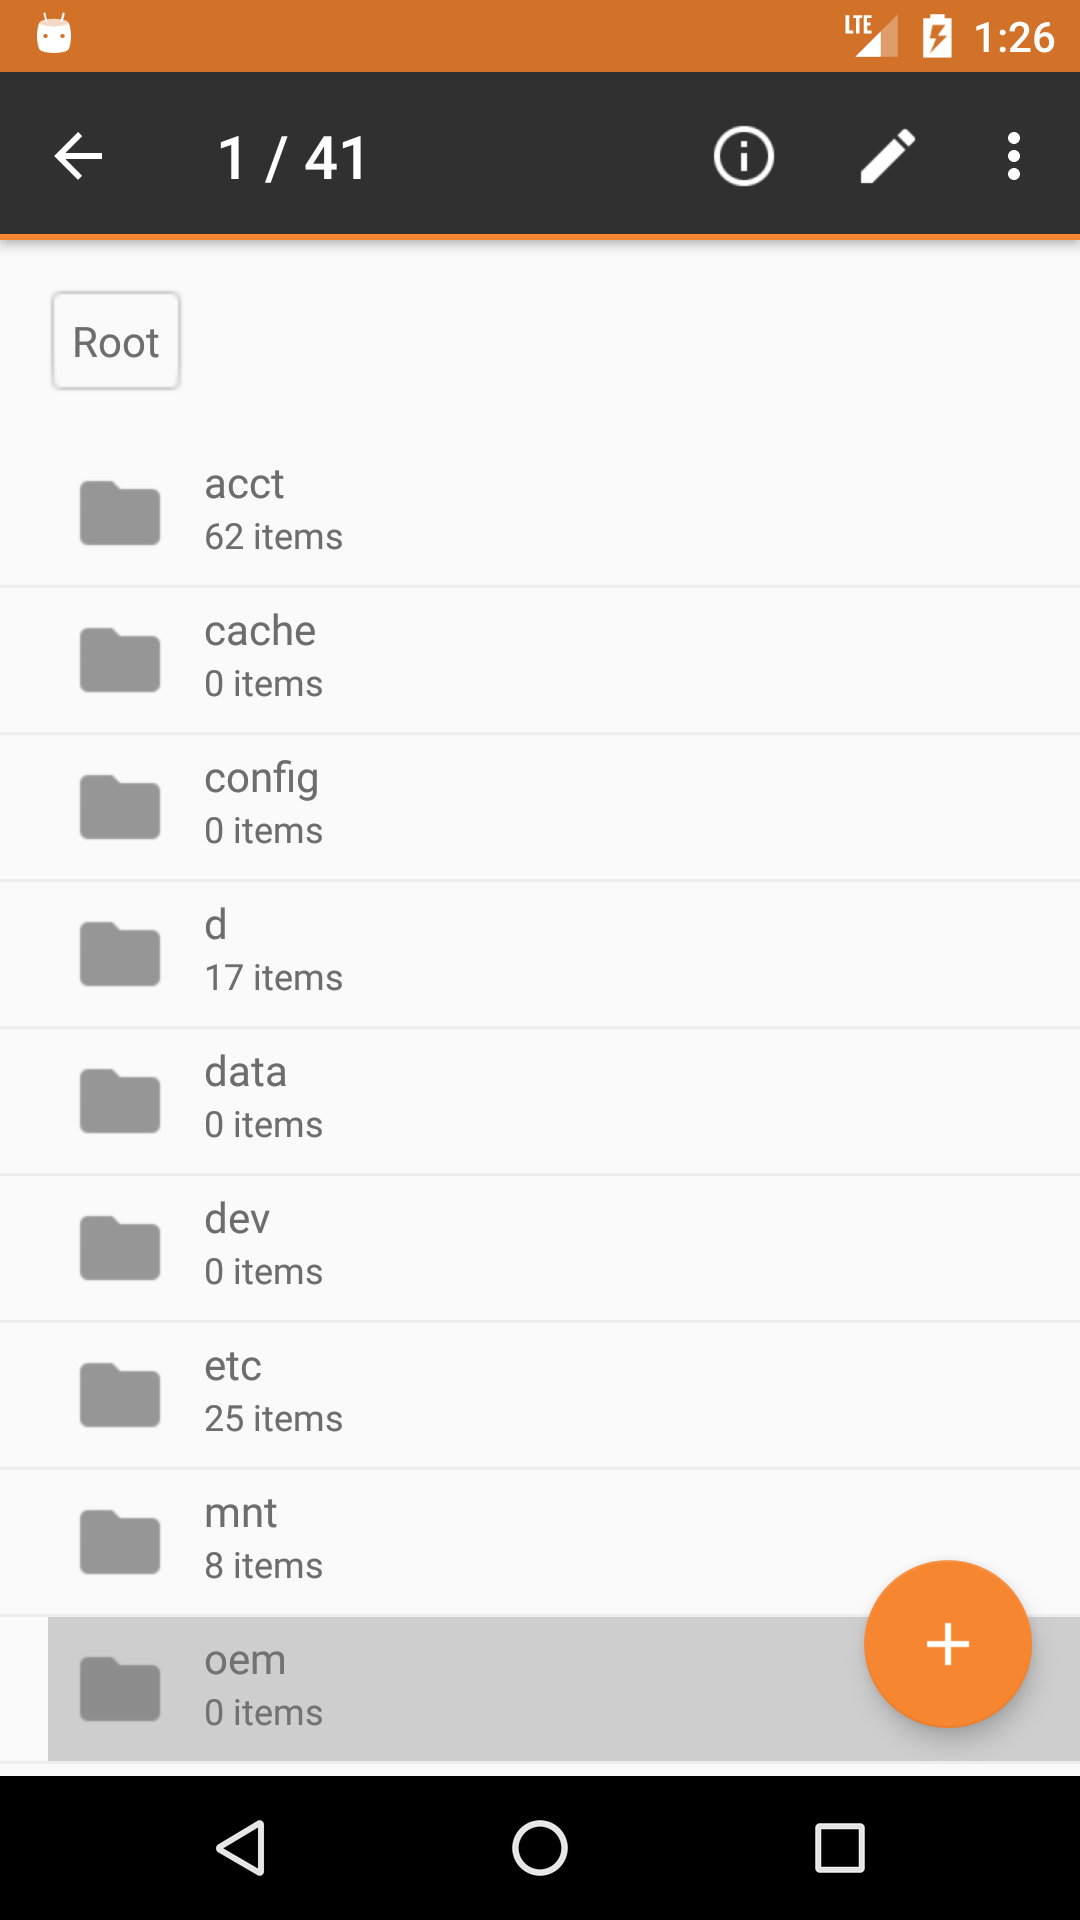 LTE 1:26
1 / 41
Root
acct
62 items
cache
0 items
config
0 items
d
17 items
data
0 items
dev
0 items
etc
25 items
mnt
8 items
oem
0 items